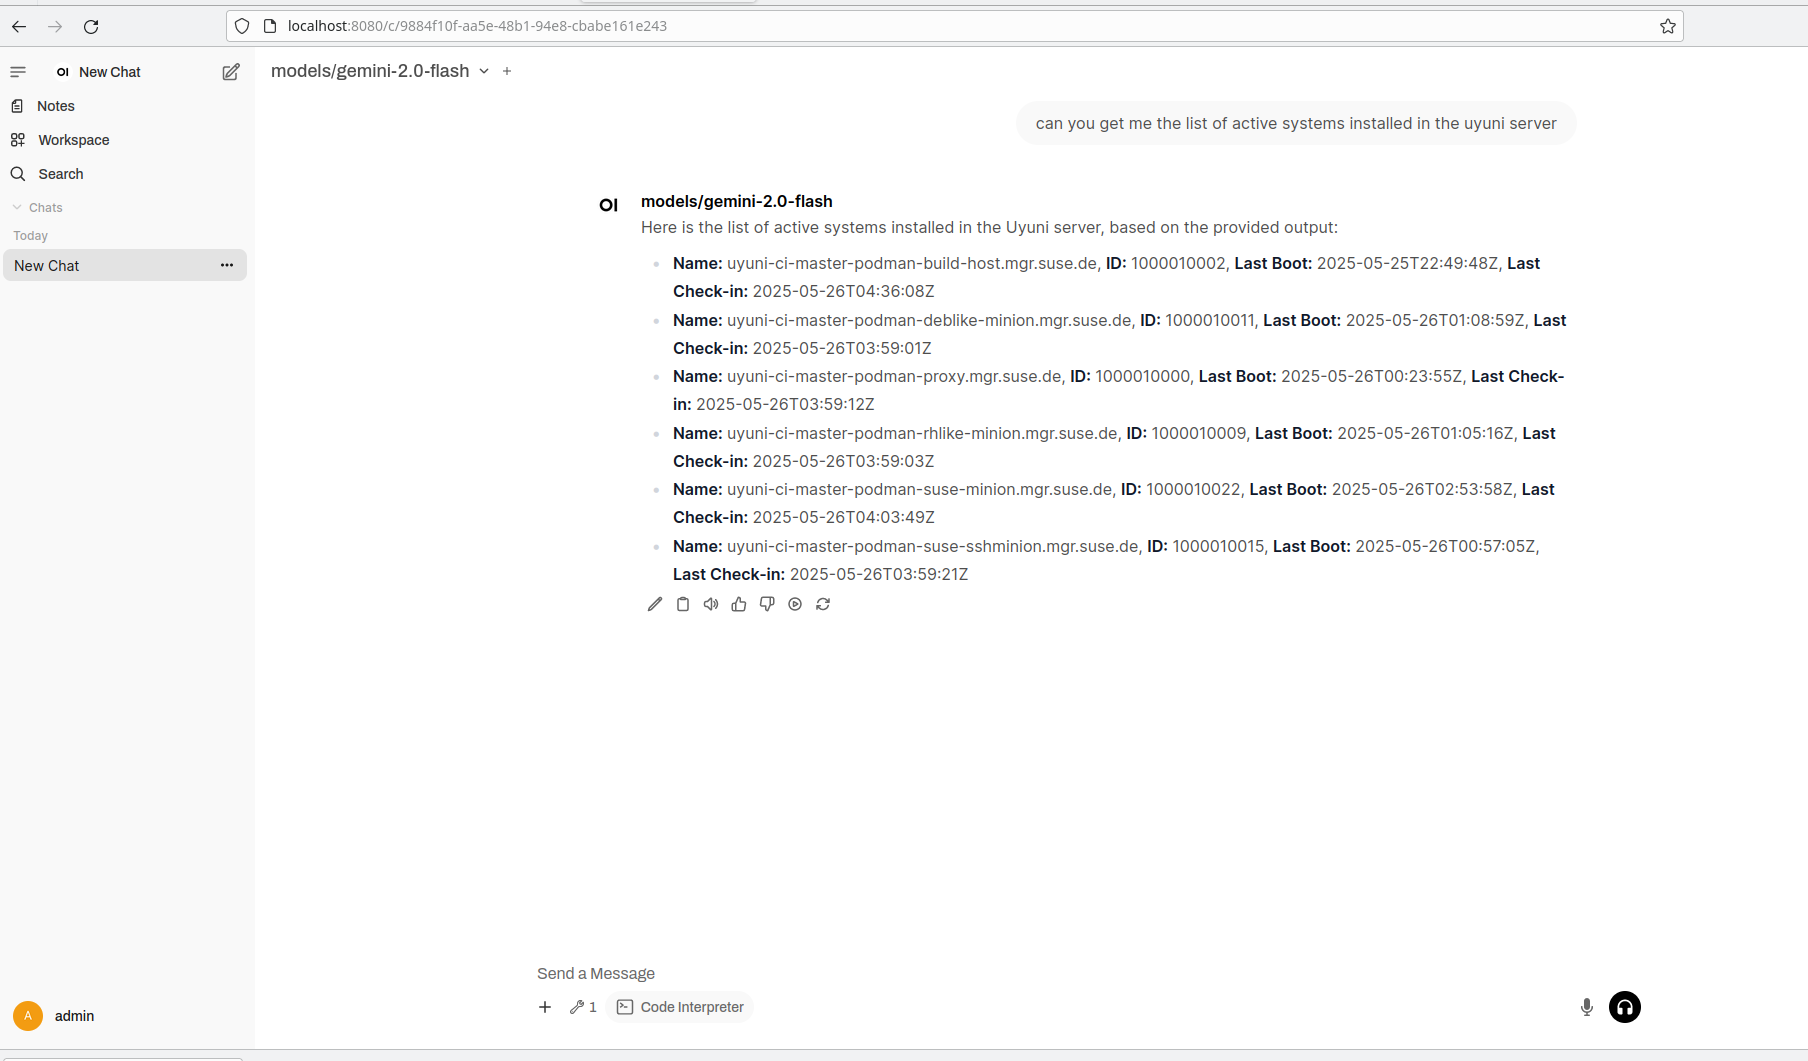 localhost:8080/c/9884f10f-aa5e-48b1-94e8-cbabe161e243
OI New Chat
Notes
Workspace
Search
Chats
Today
New Chat
models/gemini-2.0-flash
can you get me the list of active systems installed in the uyuni server
OI models/gemini-2.0-flash
Here is the list of active systems installed in the Uyuni server, based on the provided output:
Name: uyuni-ci-master-podman-build-host.mgr.suse.de, ID: 1000010002, Last Boot: 2025-05-25T22:49:48Z, Last
Check-in: 2025-05-26T04:36:08Z
Name: uyuni-ci-master-podman-deblike-minion.mgr.suse.de, ID: 1000010011, Last Boot: 2025-05-26T01:08:59Z, Last
Check-in: 2025-05-26T03:59:01Z
Name: uyuni-ci-master-podman-proxy.mgr.suse.de, ID: 1000010000, Last Boot: 2025-05-26T00:23:55Z, Last Check-
in: 2025-05-26T03:59:12Z
Name: uyuni-ci-master-podman-rhlike-minion.mgr.suse.de, ID: 1000010009, Last Boot: 2025-05-26T01:05:16Z, Last
Check-in: 2025-05-26T03:59:03Z
Name: uyuni-ci-master-podman-suse-minion.mgr.suse.de, ID: 1000010022, Last Boot: 2025-05-26T02:53:58Z, Last
Check-in: 2025-05-26T04:03:49Z
Name: uyuni-ci-master-podman-suse-sshminion.mgr.suse.de, ID: 1000010015, Last Boot: 2025-05-26T00:57:05Z,
Last Check-in: 2025-05-26T03:59:21Z
Send a Message
1 Code Interpreter
A admin